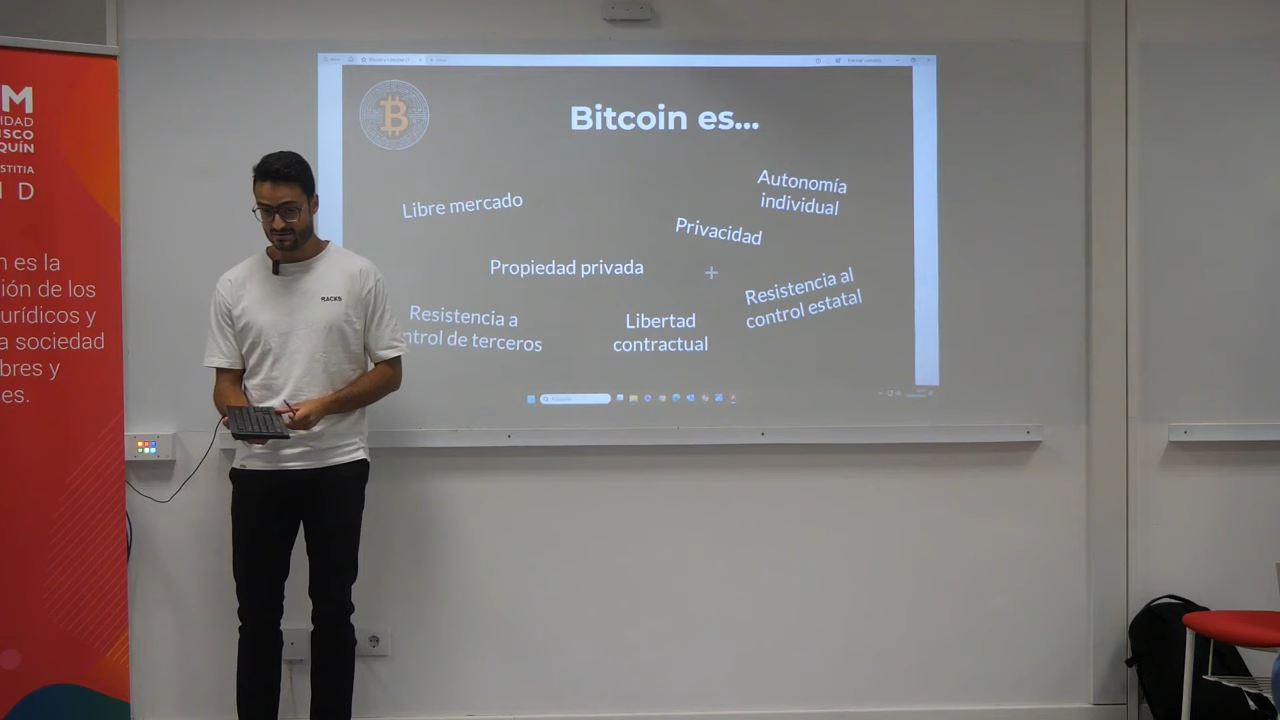 M
IDAD
ISCO
QUÍN
STITIA
I D
n es la
ión de los
urídicos y
a sociedad
bres y
es.
RACKS
Bitcoin es...
Libre mercado
Autonomía
individual
Privacidad
Propiedad privada
+
Resistencia al
control estatal
Resistencia a
ntrol de terceros
Libertad
contractual